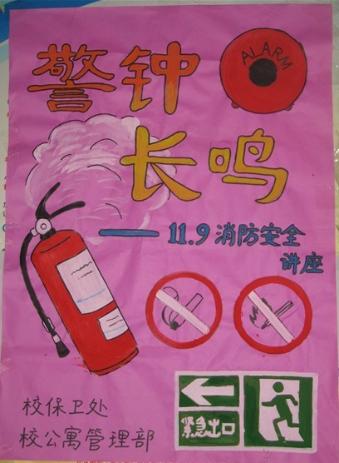 警钟
ALARM
长鸣
——11.9 消防安全
讲座
紧急出口
校保卫处
校公寓管理部